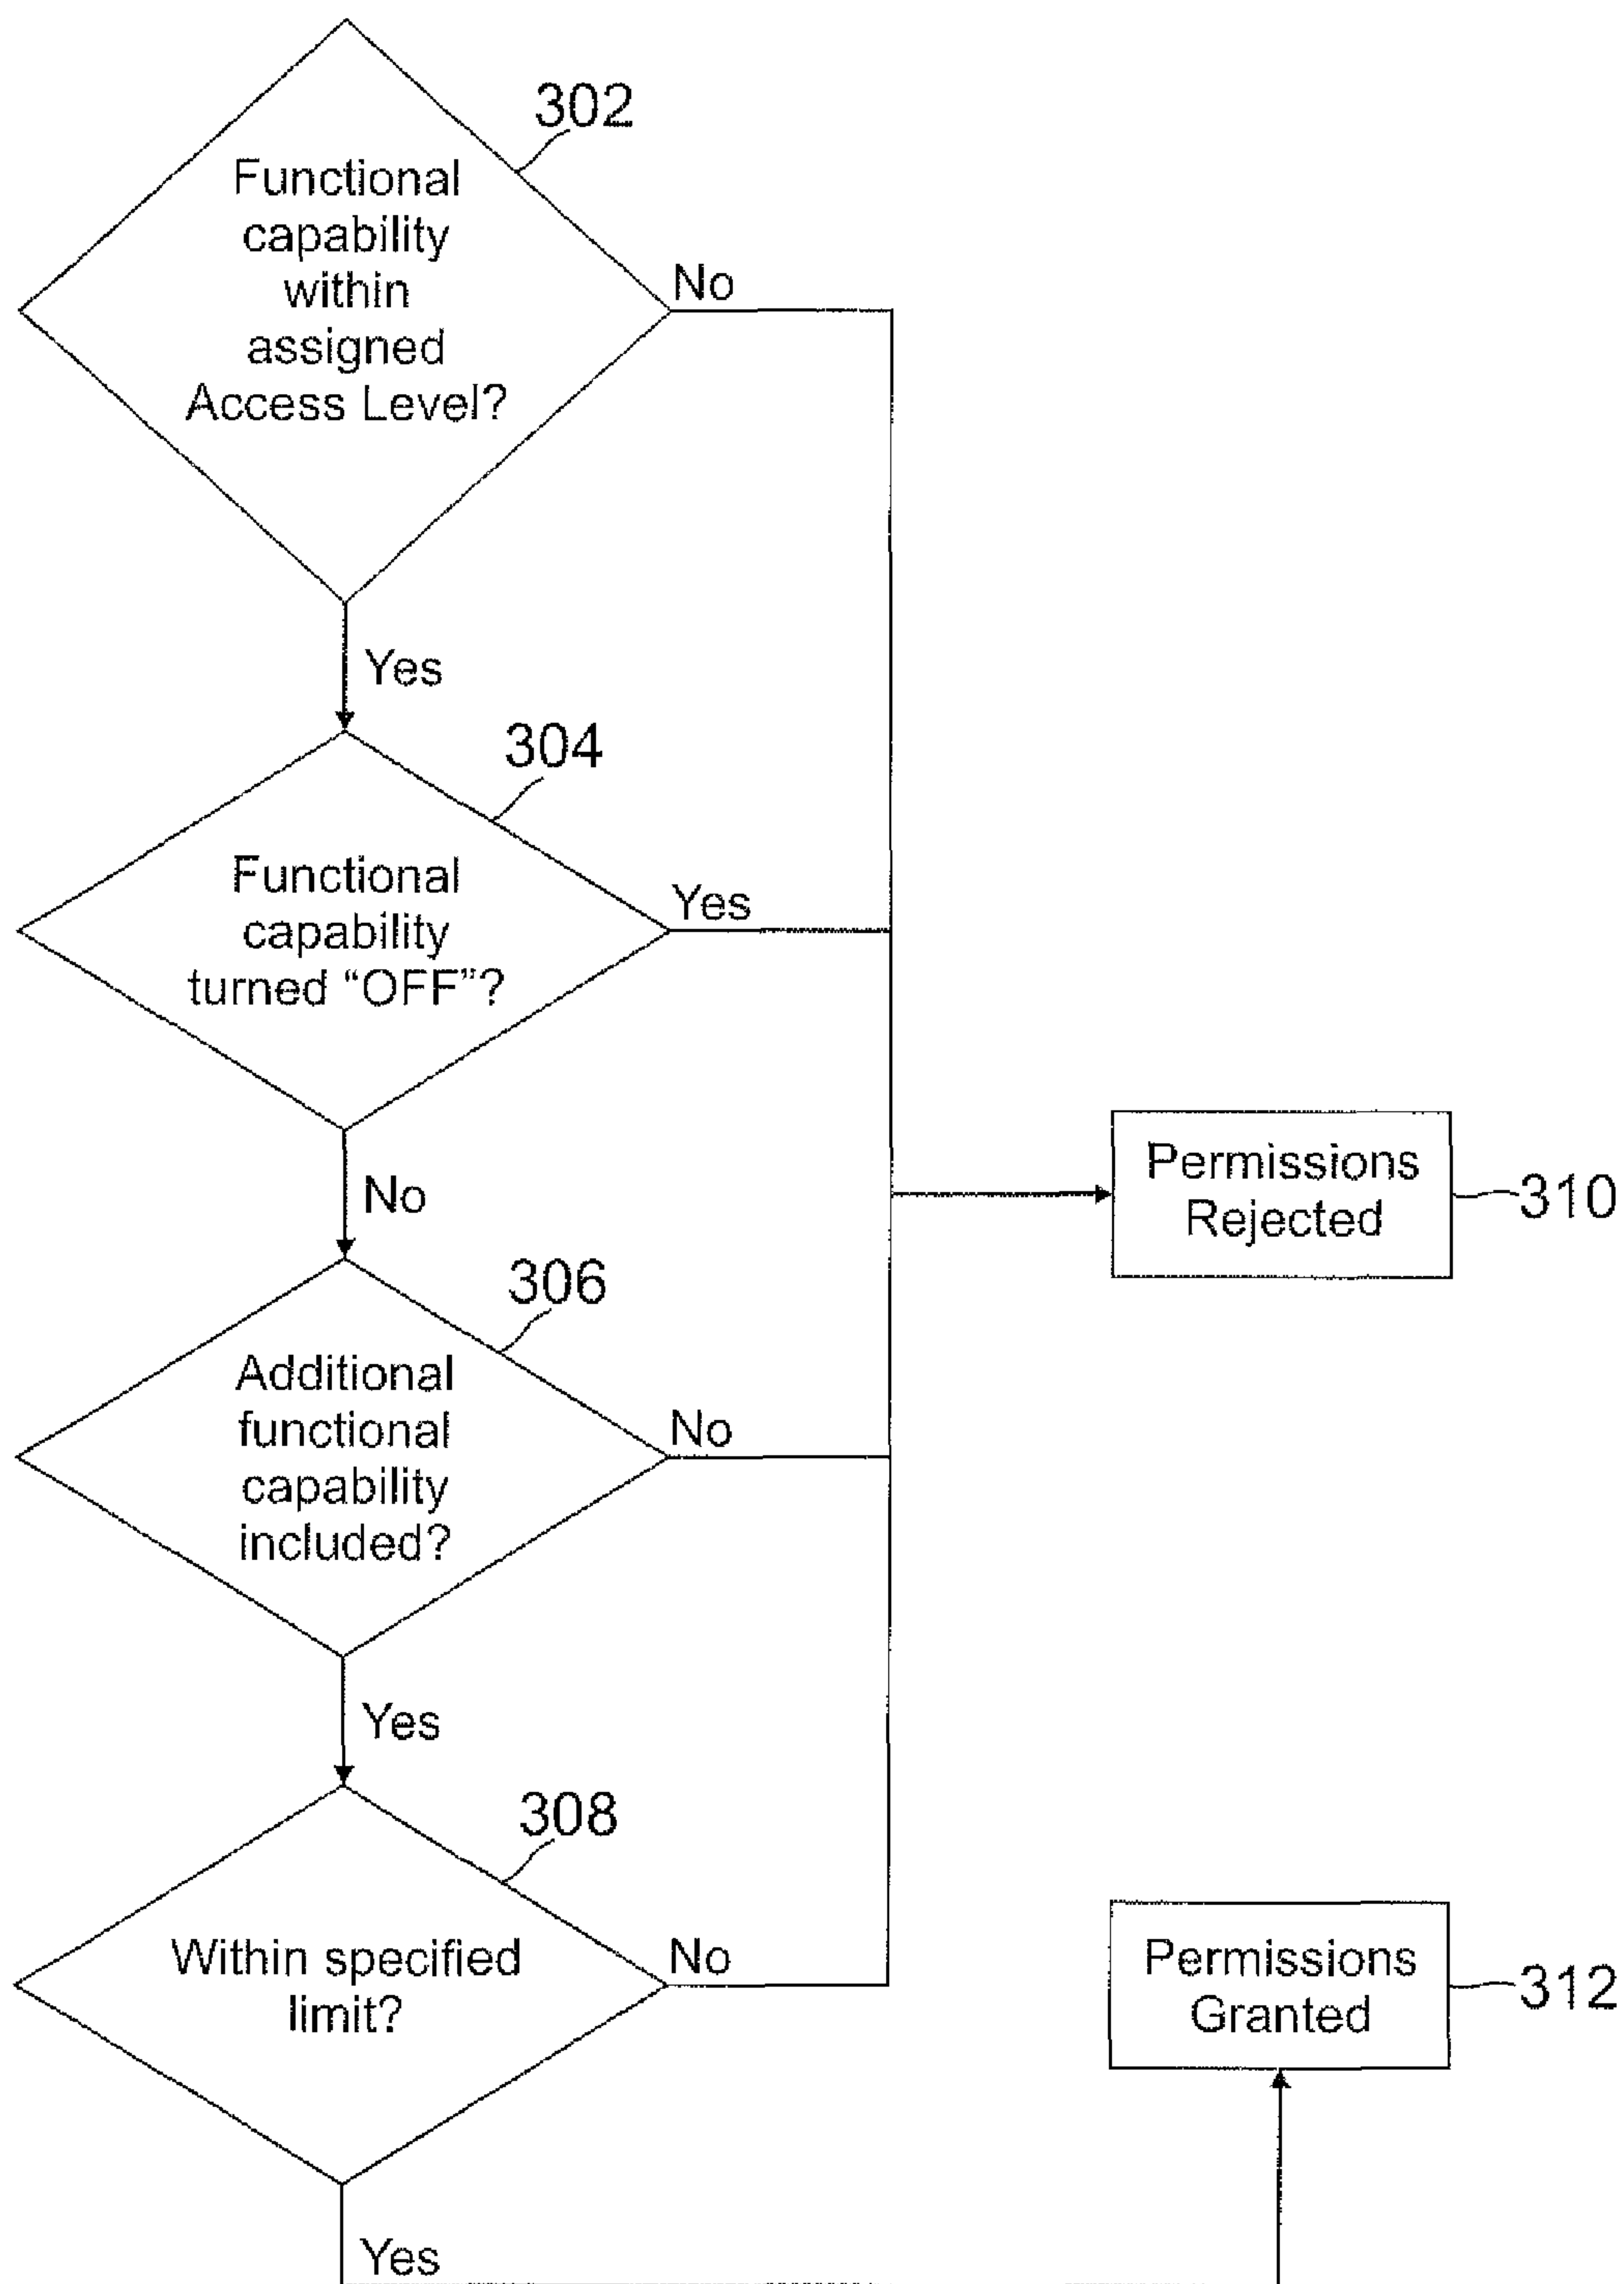 302
Functional
capability
within
assigned
Access Level?
No
Yes
304
Functional
capability
turned “OFF”?
Yes
No
Permissions
Rejected
310
306
Additional
functional
capability
included?
No
Yes
308
Within specified
limit?
No
Permissions
Granted
312
Yes